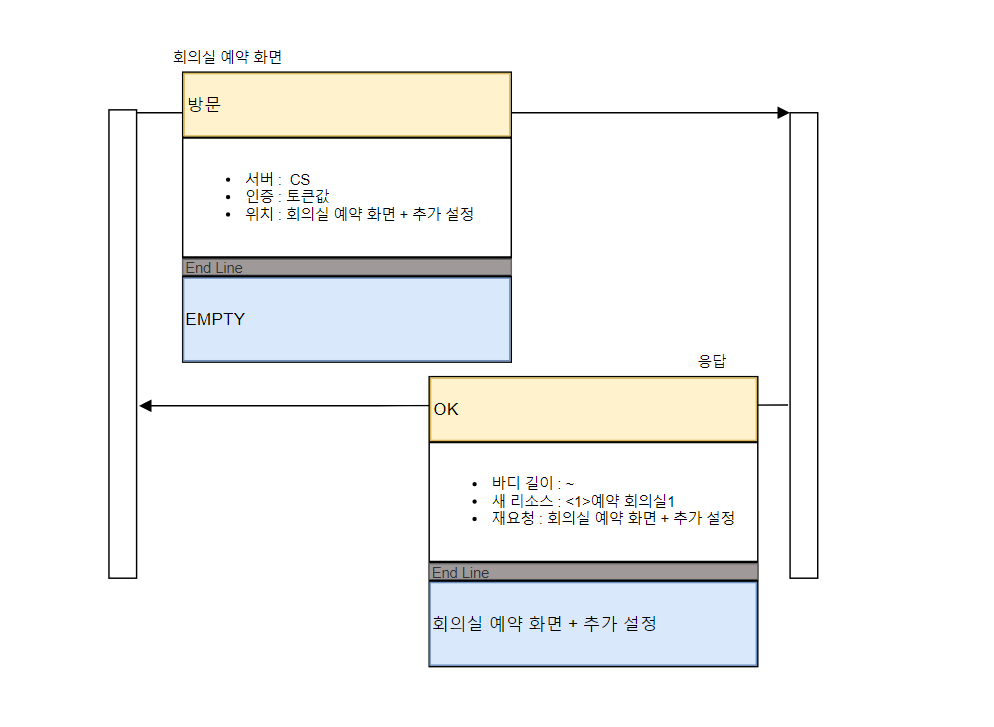 회의실 예약 화면
방문
서버 :  CS
인증 : 토큰값
위치 : 회의실 예약 화면 + 추가 설정
End Line
EMPTY
응답
OK
바디 길이 : ~
새 리소스 : <1>예약 회의실1
재요청 : 회의실 예약 화면 + 추가 설정
End Line
회의실 예약 화면 + 추가 설정